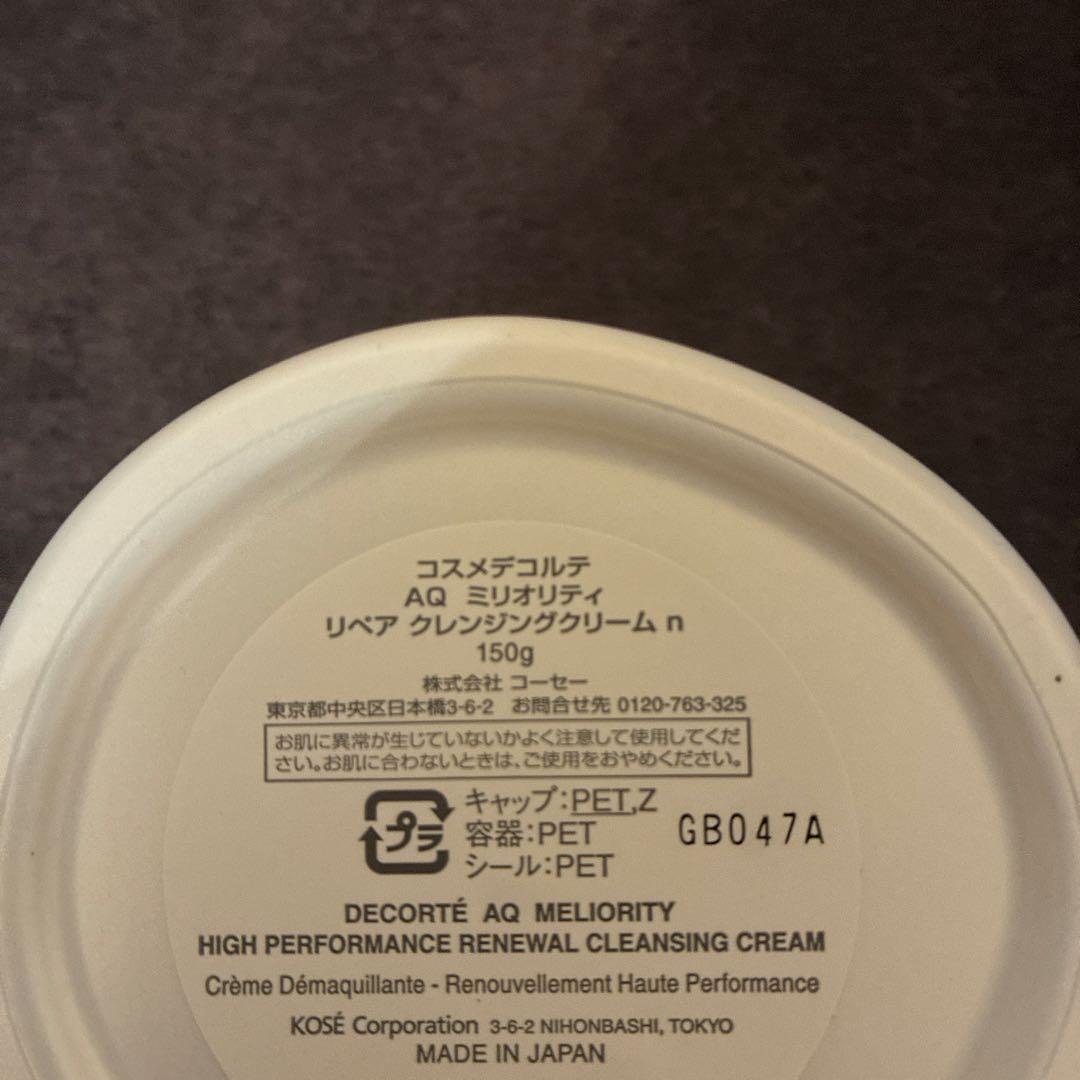 コスメデコルテ
AQ ミリオリティ
リペア クレンジングクリーム n
150g
株式会社 コーセー
東京都中央区日本橋3-6-2 お問合せ先 0120-763-325
お肌に異常が生じていないかよく注意して使用してくだ
さい。お肌に合わないときは、ご使用をおやめください。
プラ
キャップ:PET,Z
容器:PET
シール:PET
GB047A
DECORTÉ AQ MELIORITY
HIGH PERFORMANCE RENEWAL CLEANSING CREAM
Crème Démaquillante - Renouvellement Haute Performance
KOSÉ Corporation 3-6-2 NIHONBASHI, TOKYO
MADE IN JAPAN